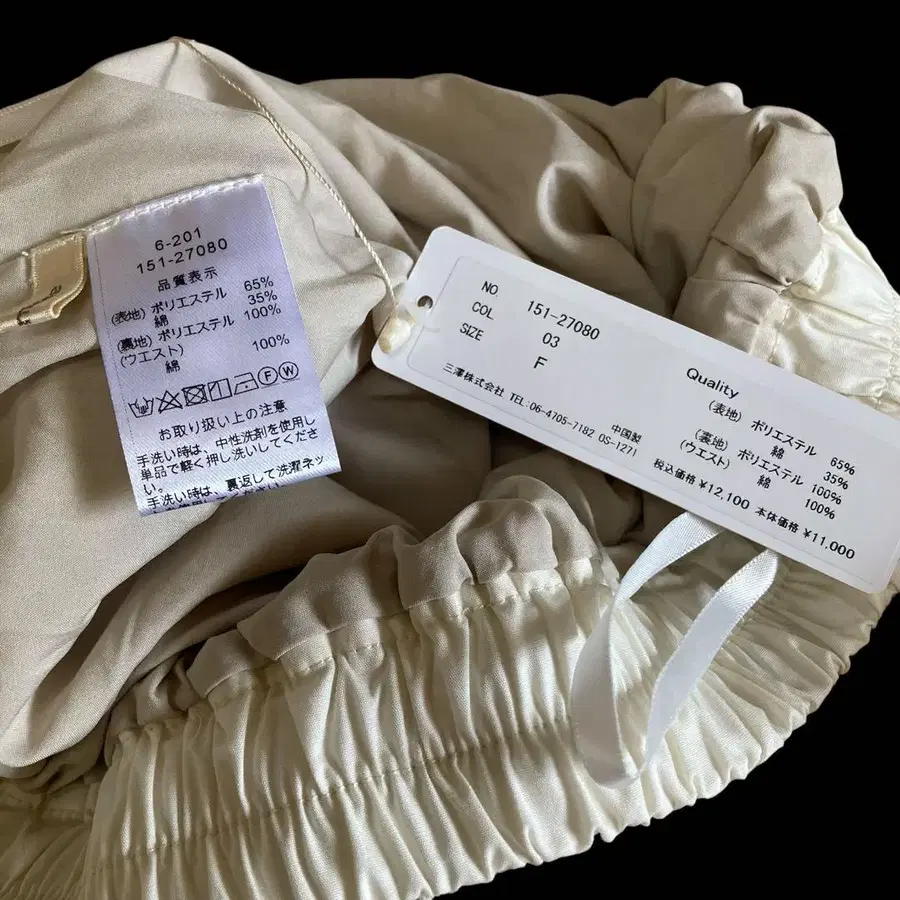 6-201
151-27080
品質表示
(表地) ポリエステル 65%
綿 35%
(裏地) ポリエステル 100%
(ウエスト)
綿 100%
お取り扱い上の注意
手洗い時は、中性洗剤を使用し
単品で軽く押し洗いしてくださ
い。
手洗い時は、裏返して洗濯ネッ
NO 151-27080
COL 03
SIZE F
三澤株式会社 TEL:06-4705-7182 OS-1271
中国製
Quality
(表地) ポリエステル 65%
綿 35%
(裏地) ポリエステル 100%
(ウエスト) 綿 100%
税込価格 ¥12,100 本体価格 ¥11,000